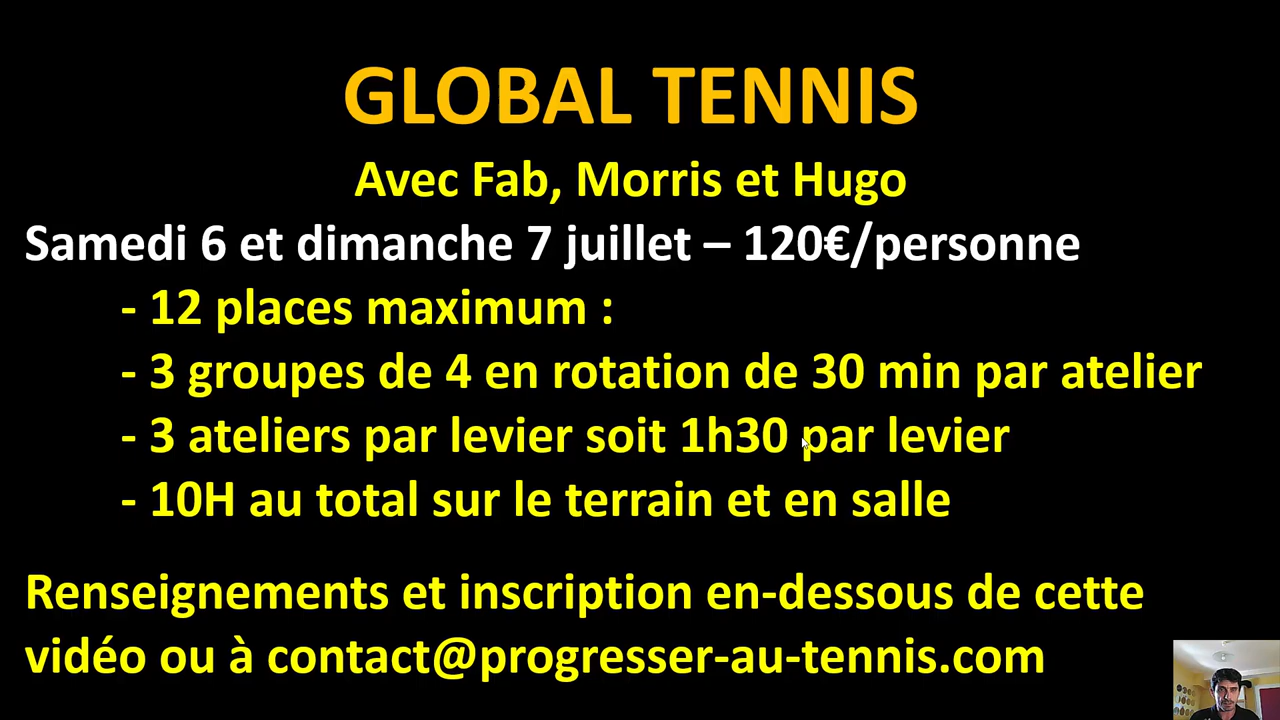 GLOBAL TENNIS
Avec Fab, Morris et Hugo
Samedi 6 et dimanche 7 juillet – 120€/personne
- 12 places maximum :
- 3 groupes de 4 en rotation de 30 min par atelier
- 3 ateliers par levier soit 1h30 par levier
- 10H au total sur le terrain et en salle
Renseignements et inscription en-dessous de cette
vidéo ou à contact@progresser-au-tennis.com